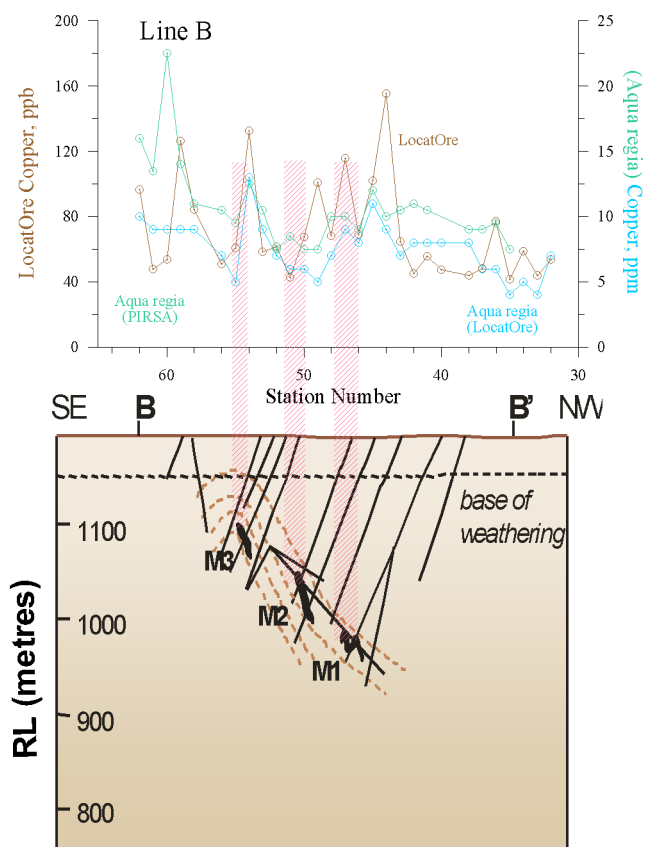 Line B
200
160
120
80
40
0
LocatOre Copper, ppb
25
20
15
10
5
0
(Aqua regia) Copper, ppm
LocatOre
Aqua regia
(PIRSA)
Aqua regia
(LocatOre)
60
50
40
30
Station Number
SE
B
B'
NW
base of
weathering
1100
1000
900
800
RL (metres)
M3
M2
M1